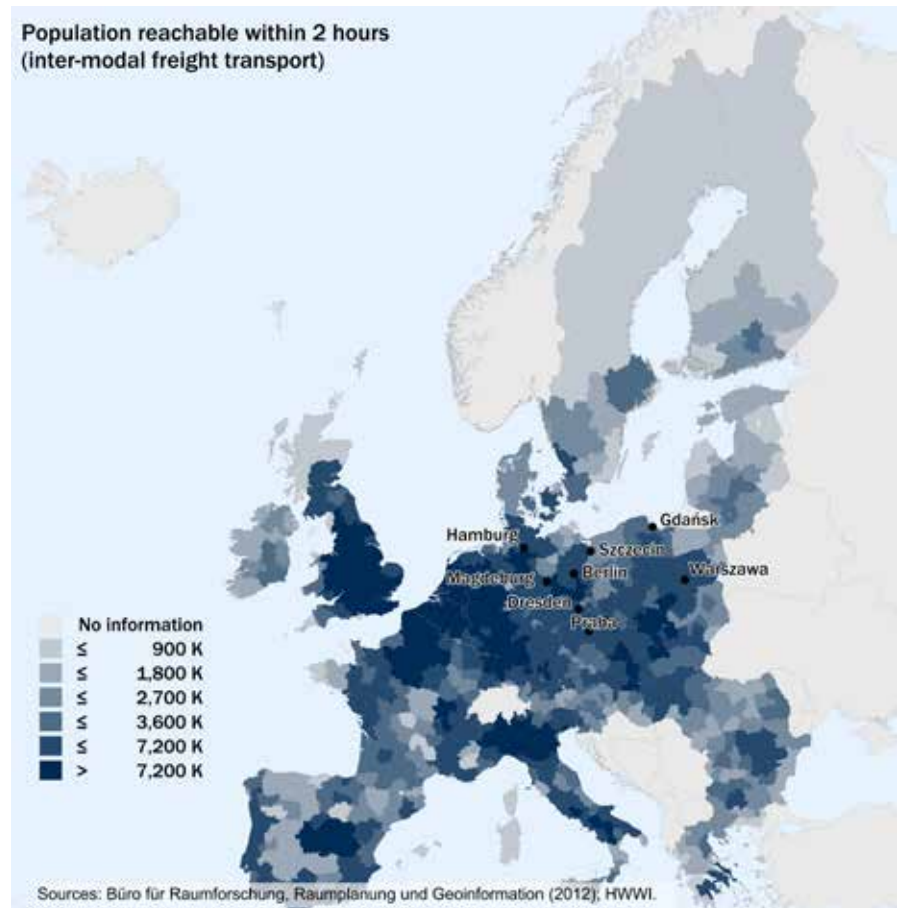 Population reachable within 2 hours
(inter-modal freight transport)
Gdańsk
Hamburg
Szczecin
Magdeburg
Berlin
Warszawa
Dresden
Praha
No information
≤ 900 K
≤ 1,800 K
≤ 2,700 K
≤ 3,600 K
≤ 7,200 K
> 7,200 K
Sources: Büro für Raumforschung, Raumplanung und Geoinformation (2012); HWWI.